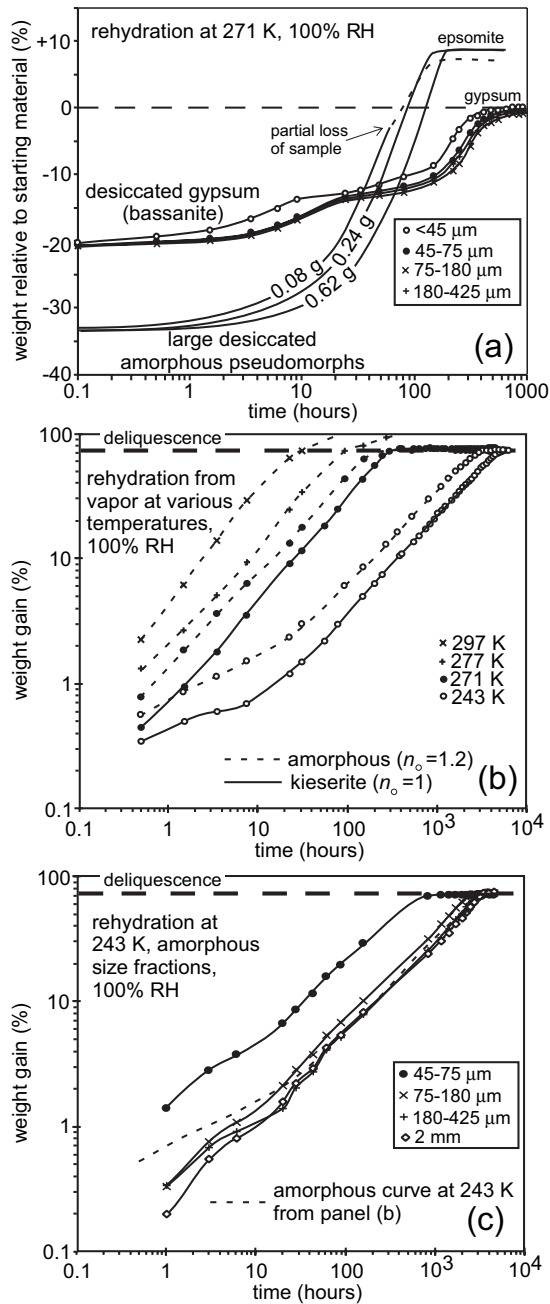 rehydration at 271 K, 100% RH
+10
0
-10
-20
-30
-40
weight relative to starting material (%)
epsomite
gypsum
partial loss
of sample
desiccated gypsum
(bassanite)
0.08 g
0.24 g
0.62 g
<45 μm
45-75 μm
75-180 μm
180-425 μm
large desiccated
amorphous pseudomorphs
(a)
0.1
1
10
100
1000
time (hours)
100
10
1
0.1
weight gain (%)
deliquescence
rehydration from
vapor at various
temperatures,
100% RH
297 K
277 K
271 K
243 K
amorphous (nₒ=1.2)
kieserite (nₒ=1)
(b)
0.1
1
10
100
10³
10⁴
time (hours)
100
10
1
0.1
weight gain (%)
deliquescence
rehydration at
243 K, amorphous
size fractions,
100% RH
45-75 μm
75-180 μm
180-425 μm
2 mm
amorphous curve at 243 K
from panel (b)
(c)
0.1
1
10
100
10³
10⁴
time (hours)